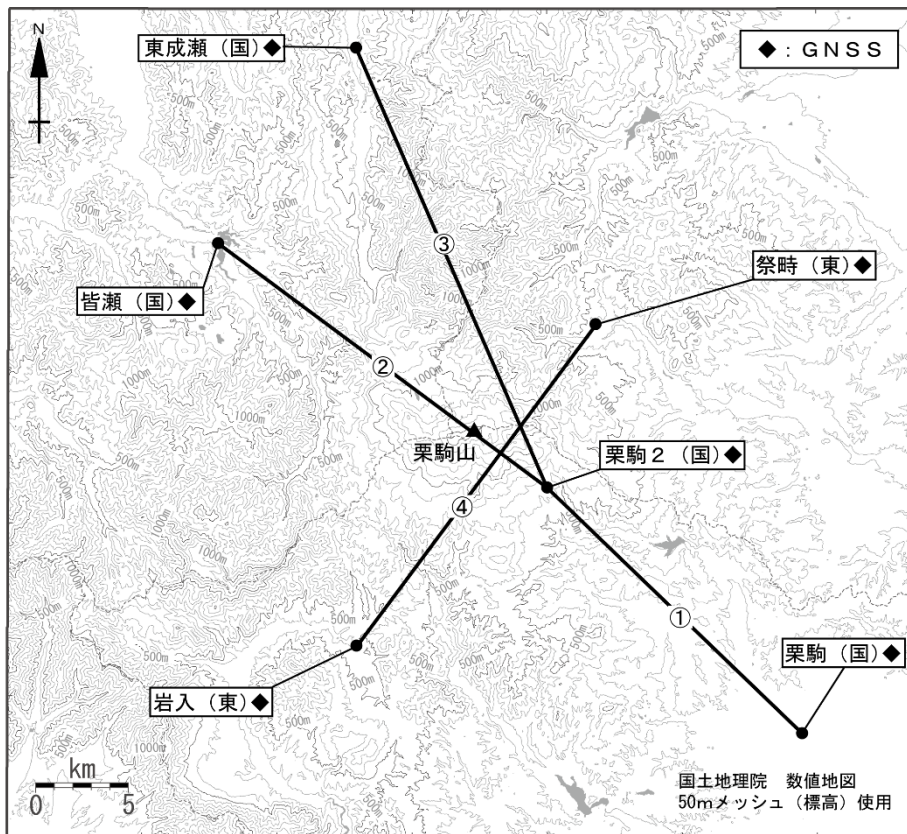 東成瀬（国）◆
◆：ＧＮＳＳ
N
③
祭畤（東）◆
皆瀬（国）◆
②
栗駒山
栗駒２（国）◆
④
①
栗駒（国）◆
岩入（東）◆
km
0 5
国土地理院 数値地図
50mメッシュ（標高）使用
500m
1000m